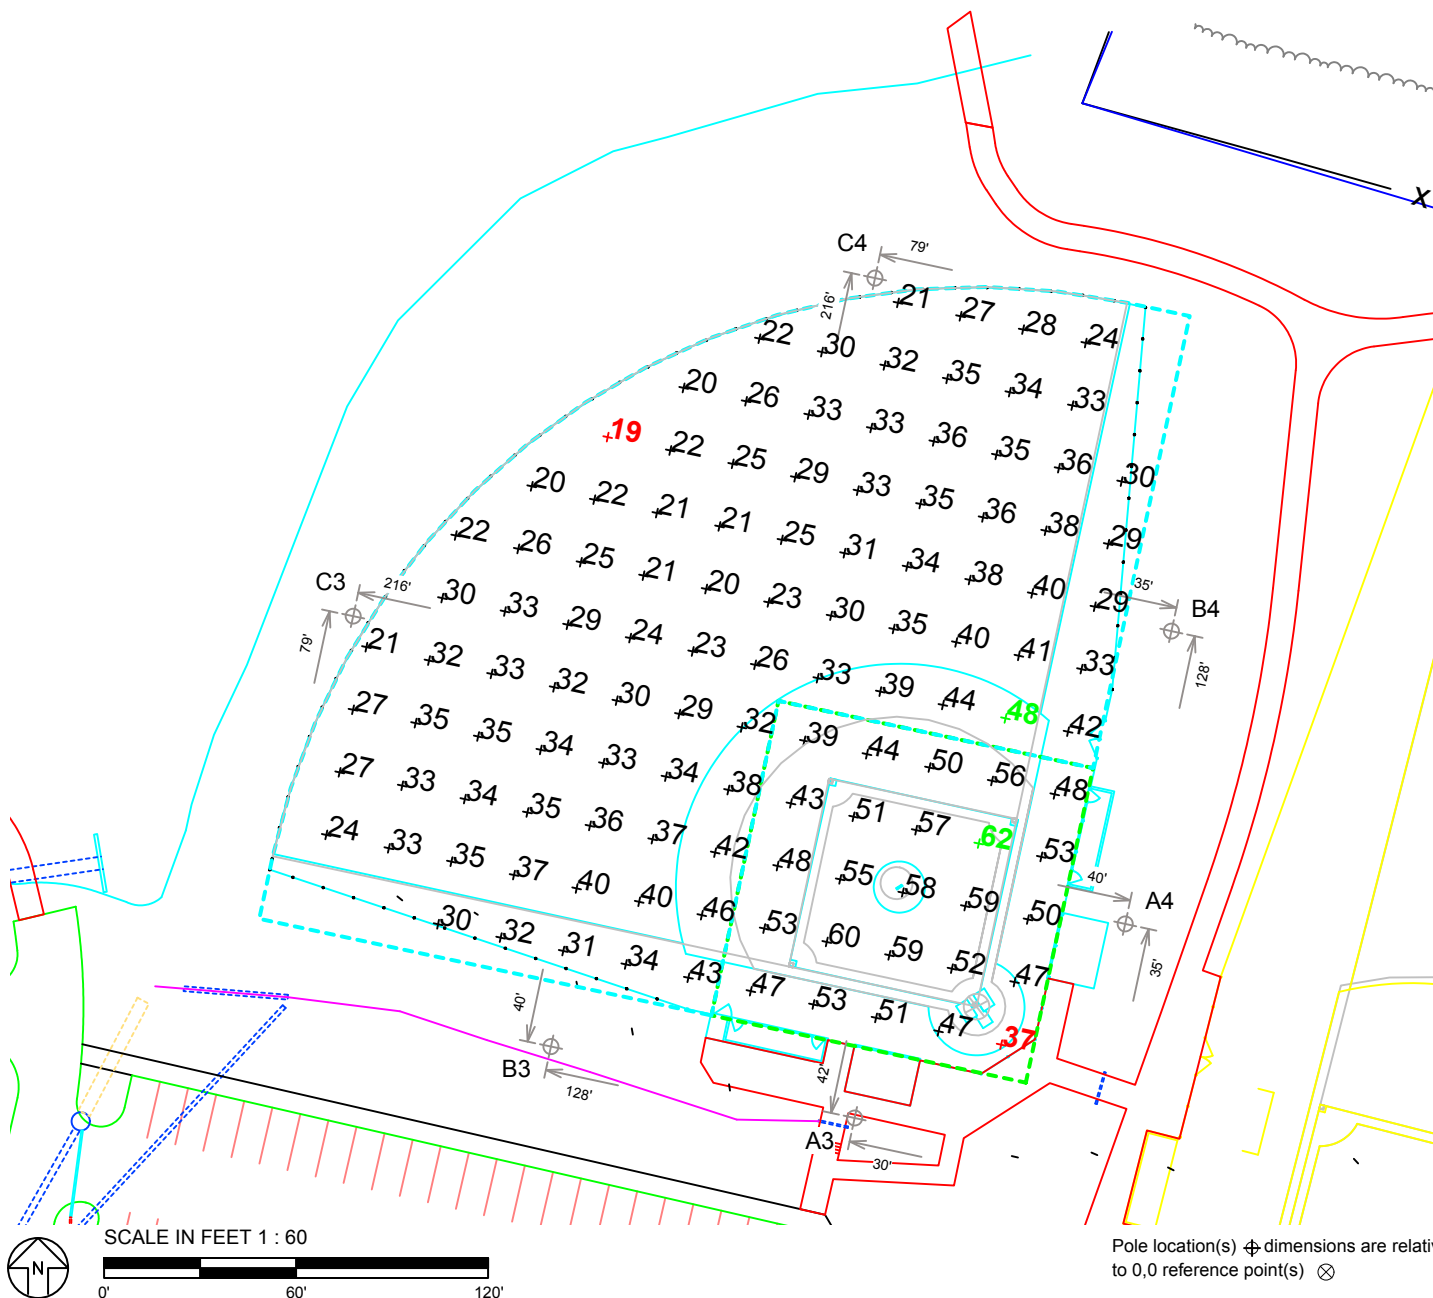 X
C4
79'
216'
21 27 28 24
22 30 32 35 34 33
20 26 33 33 36 35 36 30
19 22 25 29 33 35 36 38 29
20 22 21 21 25 31 34 38 40 29
22 26 25 21 20 23 30 35 40 41 33
30 33 29 24 23 26 33 39 44 48 42
21 32 33 32 30 29 32 39 44 50 56 48
27 35 35 34 33 34 38 43 51 57 62 53
27 33 34 35 36 37 42 48 55 58 59 50
24 33 35 37 40 40 46 53 60 59 52 47
30 32 31 34 43 47 53 51 47 37
C3
216'
79'
35'
B4
128'
40'
A4
35'
40'
B3
128'
42'
A3
30'
N
SCALE IN FEET 1 : 60
0' 60' 120'
Pole location(s) dimensions are relativ
to 0,0 reference point(s)